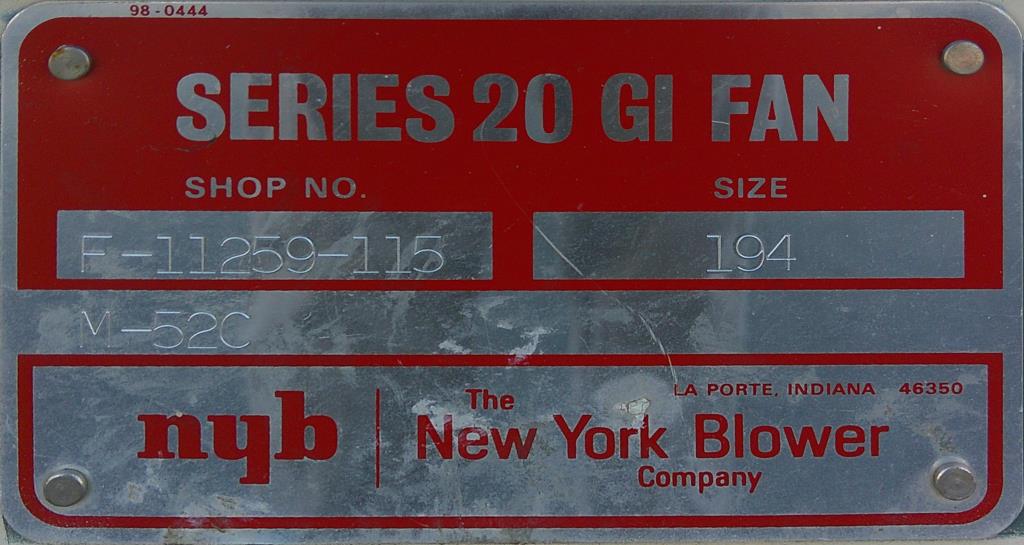 98-0444
SERIES 20 GI FAN
SHOP NO. SIZE
F-11259-115 194
M-52C
LA PORTE, INDIANA 46350
nyb The
New York Blower
Company